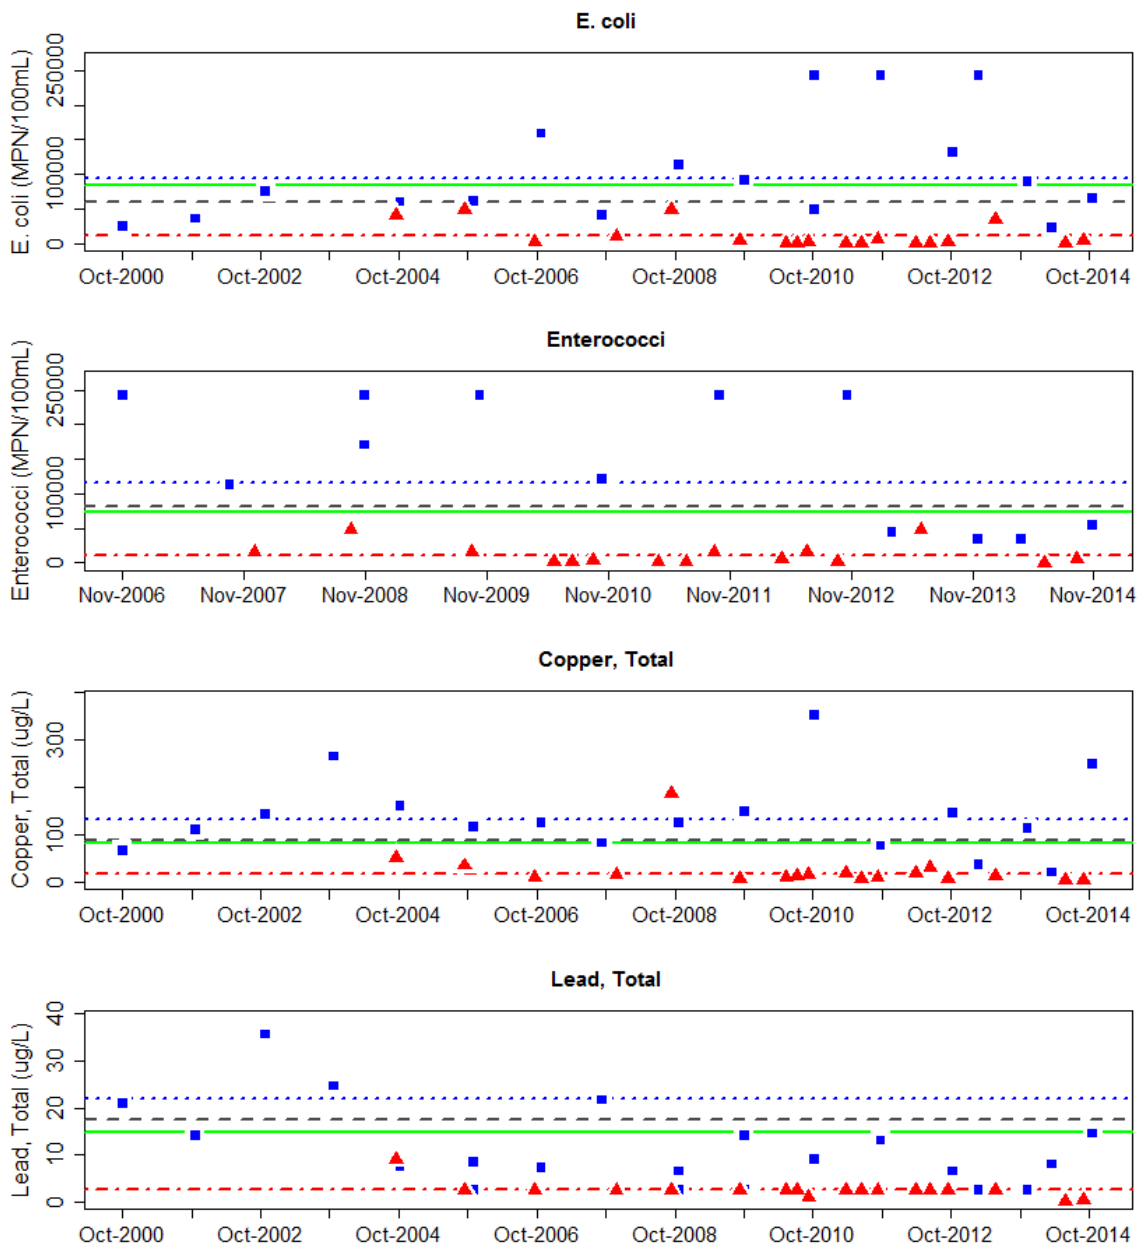 E. coli
E. coli (MPN/100mL)
0 100000 250000
Oct-2000 Oct-2002 Oct-2004 Oct-2006 Oct-2008 Oct-2010 Oct-2012 Oct-2014
Enterococci
Enterococci (MPN/100mL)
0 100000 250000
Nov-2006 Nov-2007 Nov-2008 Nov-2009 Nov-2010 Nov-2011 Nov-2012 Nov-2013 Nov-2014
Copper, Total
Copper, Total (ug/L)
0 100 300
Oct-2000 Oct-2002 Oct-2004 Oct-2006 Oct-2008 Oct-2010 Oct-2012 Oct-2014
Lead, Total
Lead, Total (ug/L)
0 10 20 30 40
Oct-2000 Oct-2002 Oct-2004 Oct-2006 Oct-2008 Oct-2010 Oct-2012 Oct-2014